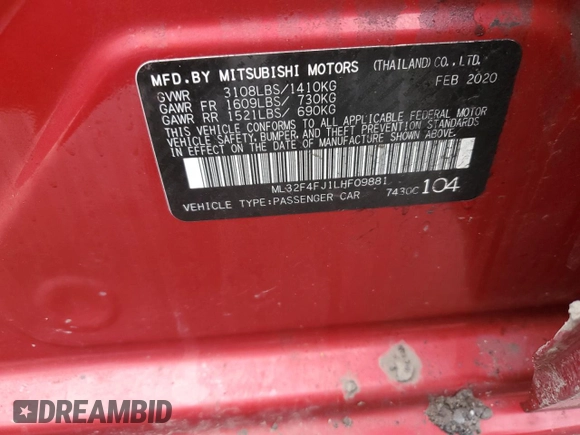 MFD.BY MITSUBISHI MOTORS (THAILAND) CO., LTD.
FEB 2020
GVWR 3108LBS/1410KG
GAWR FR 1609LBS/ 730KG
GAWR RR 1521LBS/ 690KG
THIS VEHICLE CONFORMS TO ALL APPLICABLE FEDERAL MOTOR
VEHICLE SAFETY, BUMPER, AND THEFT PREVENTION STANDARDS
IN EFFECT ON THE DATE OF MANUFACTURE SHOWN ABOVE.
ML32F4FJ1LHF09881
VEHICLE TYPE:PASSENGER CAR 7430C 104
DREAMBID